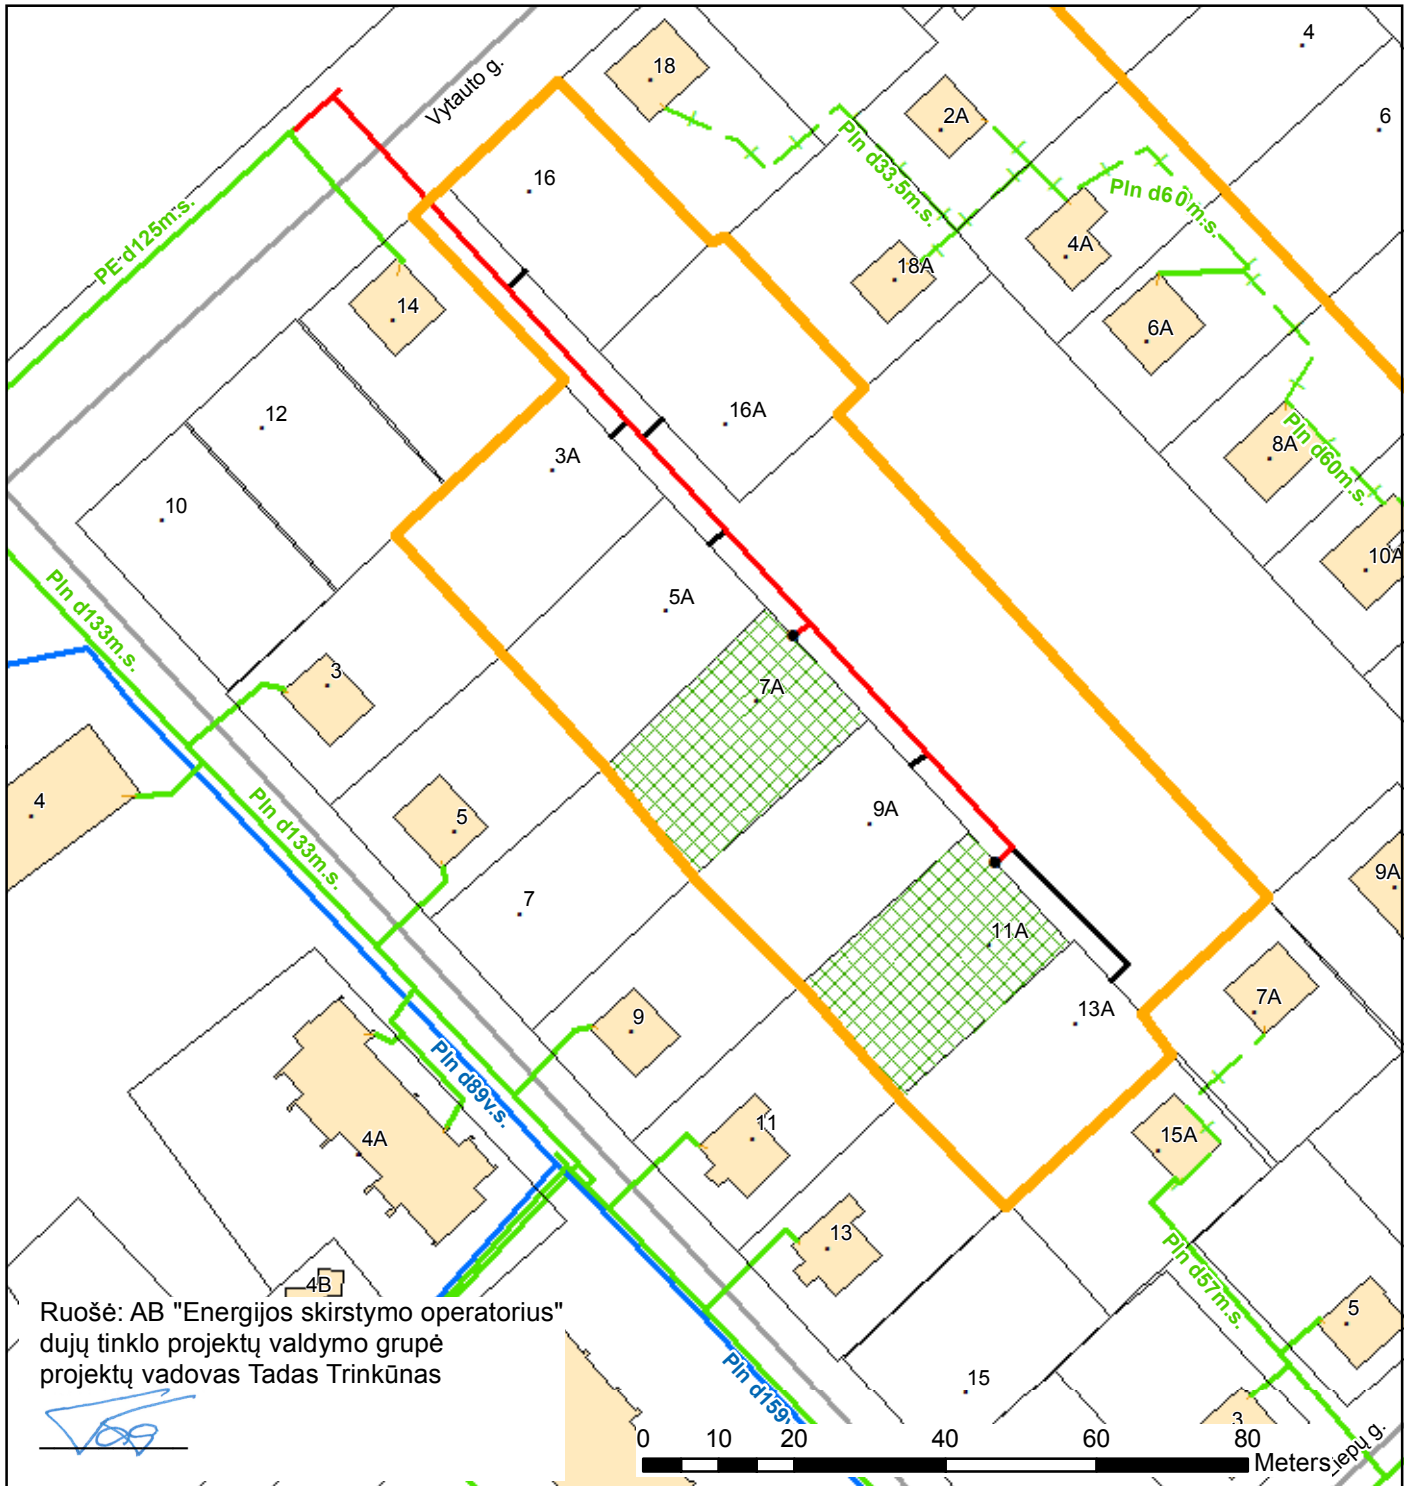 18
4
Vytauto g.
2A
6
16
Pln d33,5m.s.
Pln d60m.s.
PE d125m.s.
4A
18A
14
6A
12
16A
8A
3A
Pln d60m.s.
10
10A
5A
Pln d133m.s.
3
7A
4
Pln d133m.s.
5
9A
9A
7
11A
7A
9
13A
Pln d89v.s.
11
4A
15A
13
4B
Pln d57m.s.
5
Ruošė: AB "Energijos skirstymo operatorius"
dujų tinklo projektų valdymo grupė
projektų vadovas Tadas Trinkūnas
Pln d159v
15
3
0 10 20 40 60 80
Meters
iepų g.